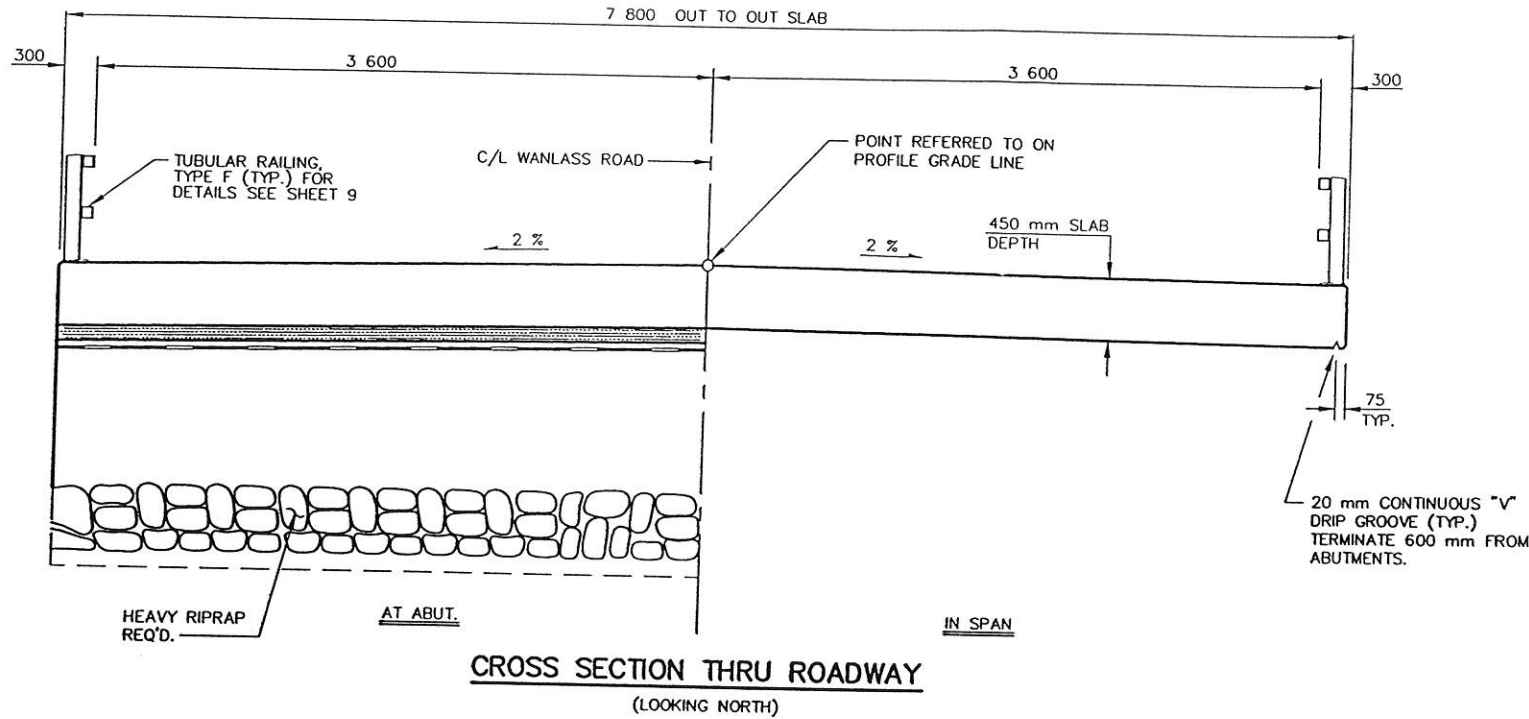 7 800 OUT TO OUT SLAB
300
3 600
3 600
300
TUBULAR RAILING,
TYPE F (TYP.) FOR
DETAILS SEE SHEET 9
C/L WANLASS ROAD
POINT REFERRED TO ON
PROFILE GRADE LINE
2 %
2 %
450 mm SLAB
DEPTH
75
TYP.
20 mm CONTINUOUS "V"
DRIP GROOVE (TYP.)
TERMINATE 600 mm FROM
ABUTMENTS.
HEAVY RIPRAP
REQ'D.
AT ABUT.
IN SPAN
CROSS SECTION THRU ROADWAY
(LOOKING NORTH)